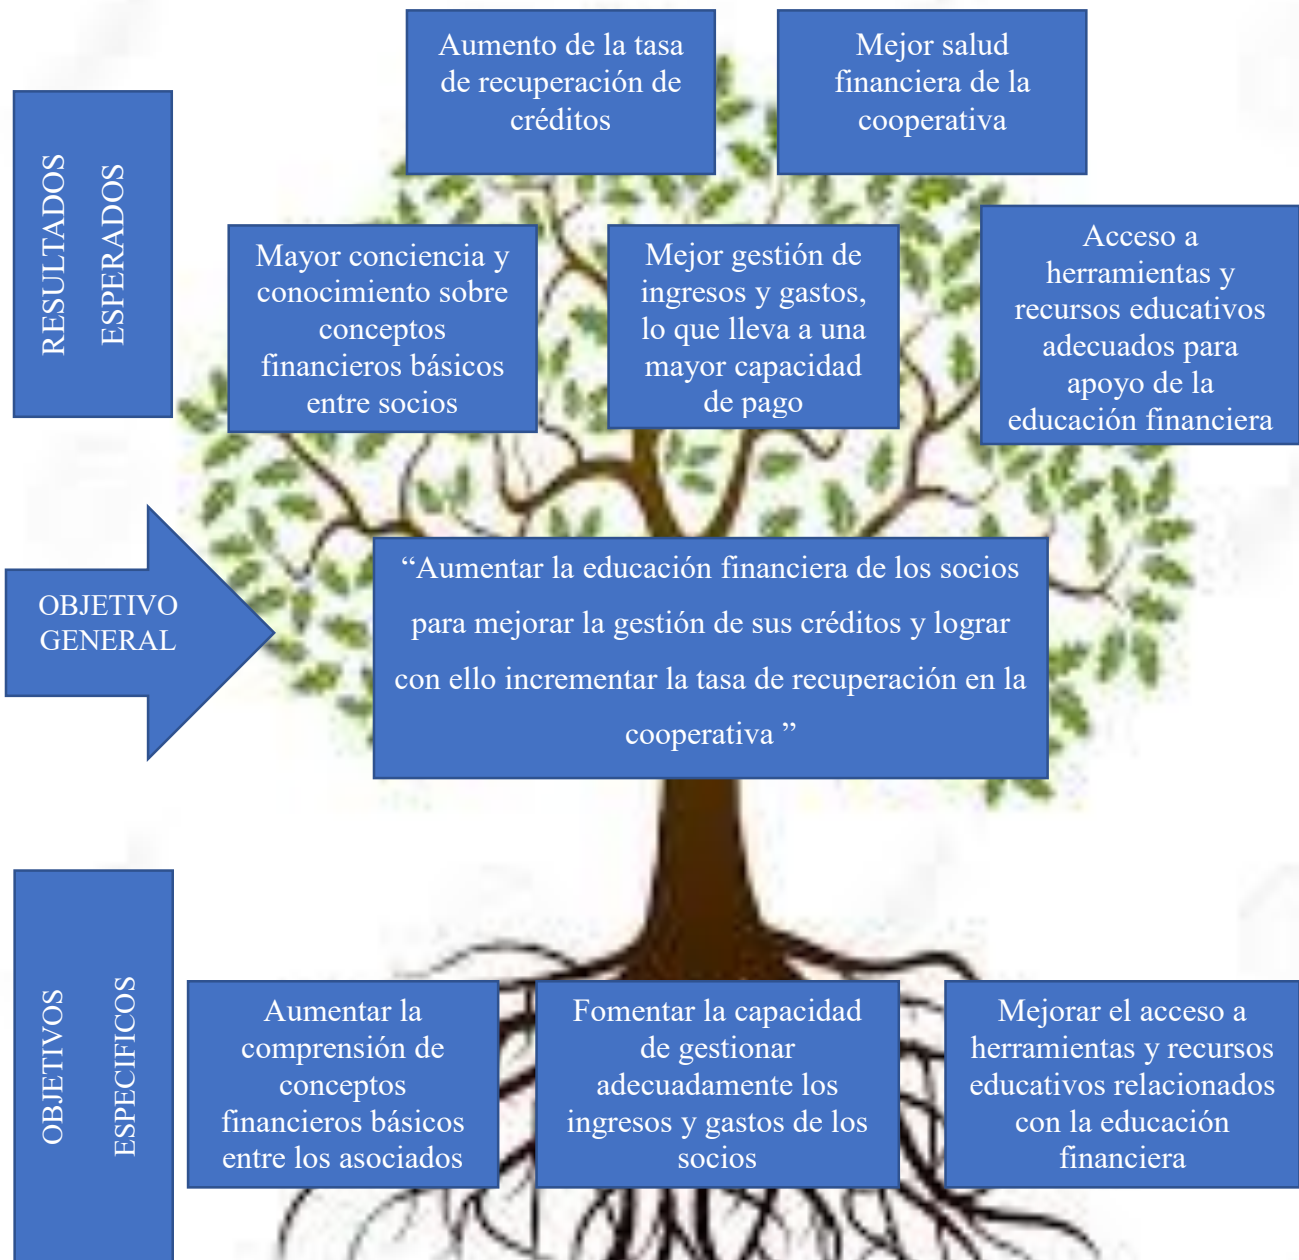 Aumento de la tasa
de recuperación de
créditos
Mejor salud
financiera de la
cooperativa
RESULTADOS
ESPERADOS
Mayor conciencia y
conocimiento sobre
conceptos
financieros básicos
entre socios
Mejor gestión de
ingresos y gastos,
lo que lleva a una
mayor capacidad
de pago
Acceso a
herramientas y
recursos educativos
adecuados para
apoyo de la
educación financiera
OBJETIVO
GENERAL
“Aumentar la educación financiera de los socios
para mejorar la gestión de sus créditos y lograr
con ello incrementar la tasa de recuperación en la
cooperativa ”
OBJETIVOS
ESPECIFICOS
Aumentar la
comprensión de
conceptos
financieros básicos
entre los asociados
Fomentar la capacidad
de gestionar
adecuadamente los
ingresos y gastos de los
socios
Mejorar el acceso a
herramientas y recursos
educativos relacionados
con la educación
financiera